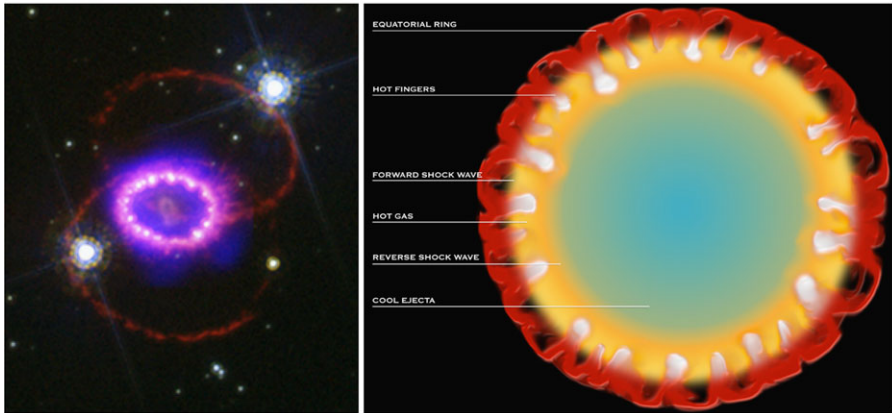 EQUATORIAL RING
HOT FINGERS
FORWARD SHOCK WAVE
HOT GAS
REVERSE SHOCK WAVE
COOL EJECTA